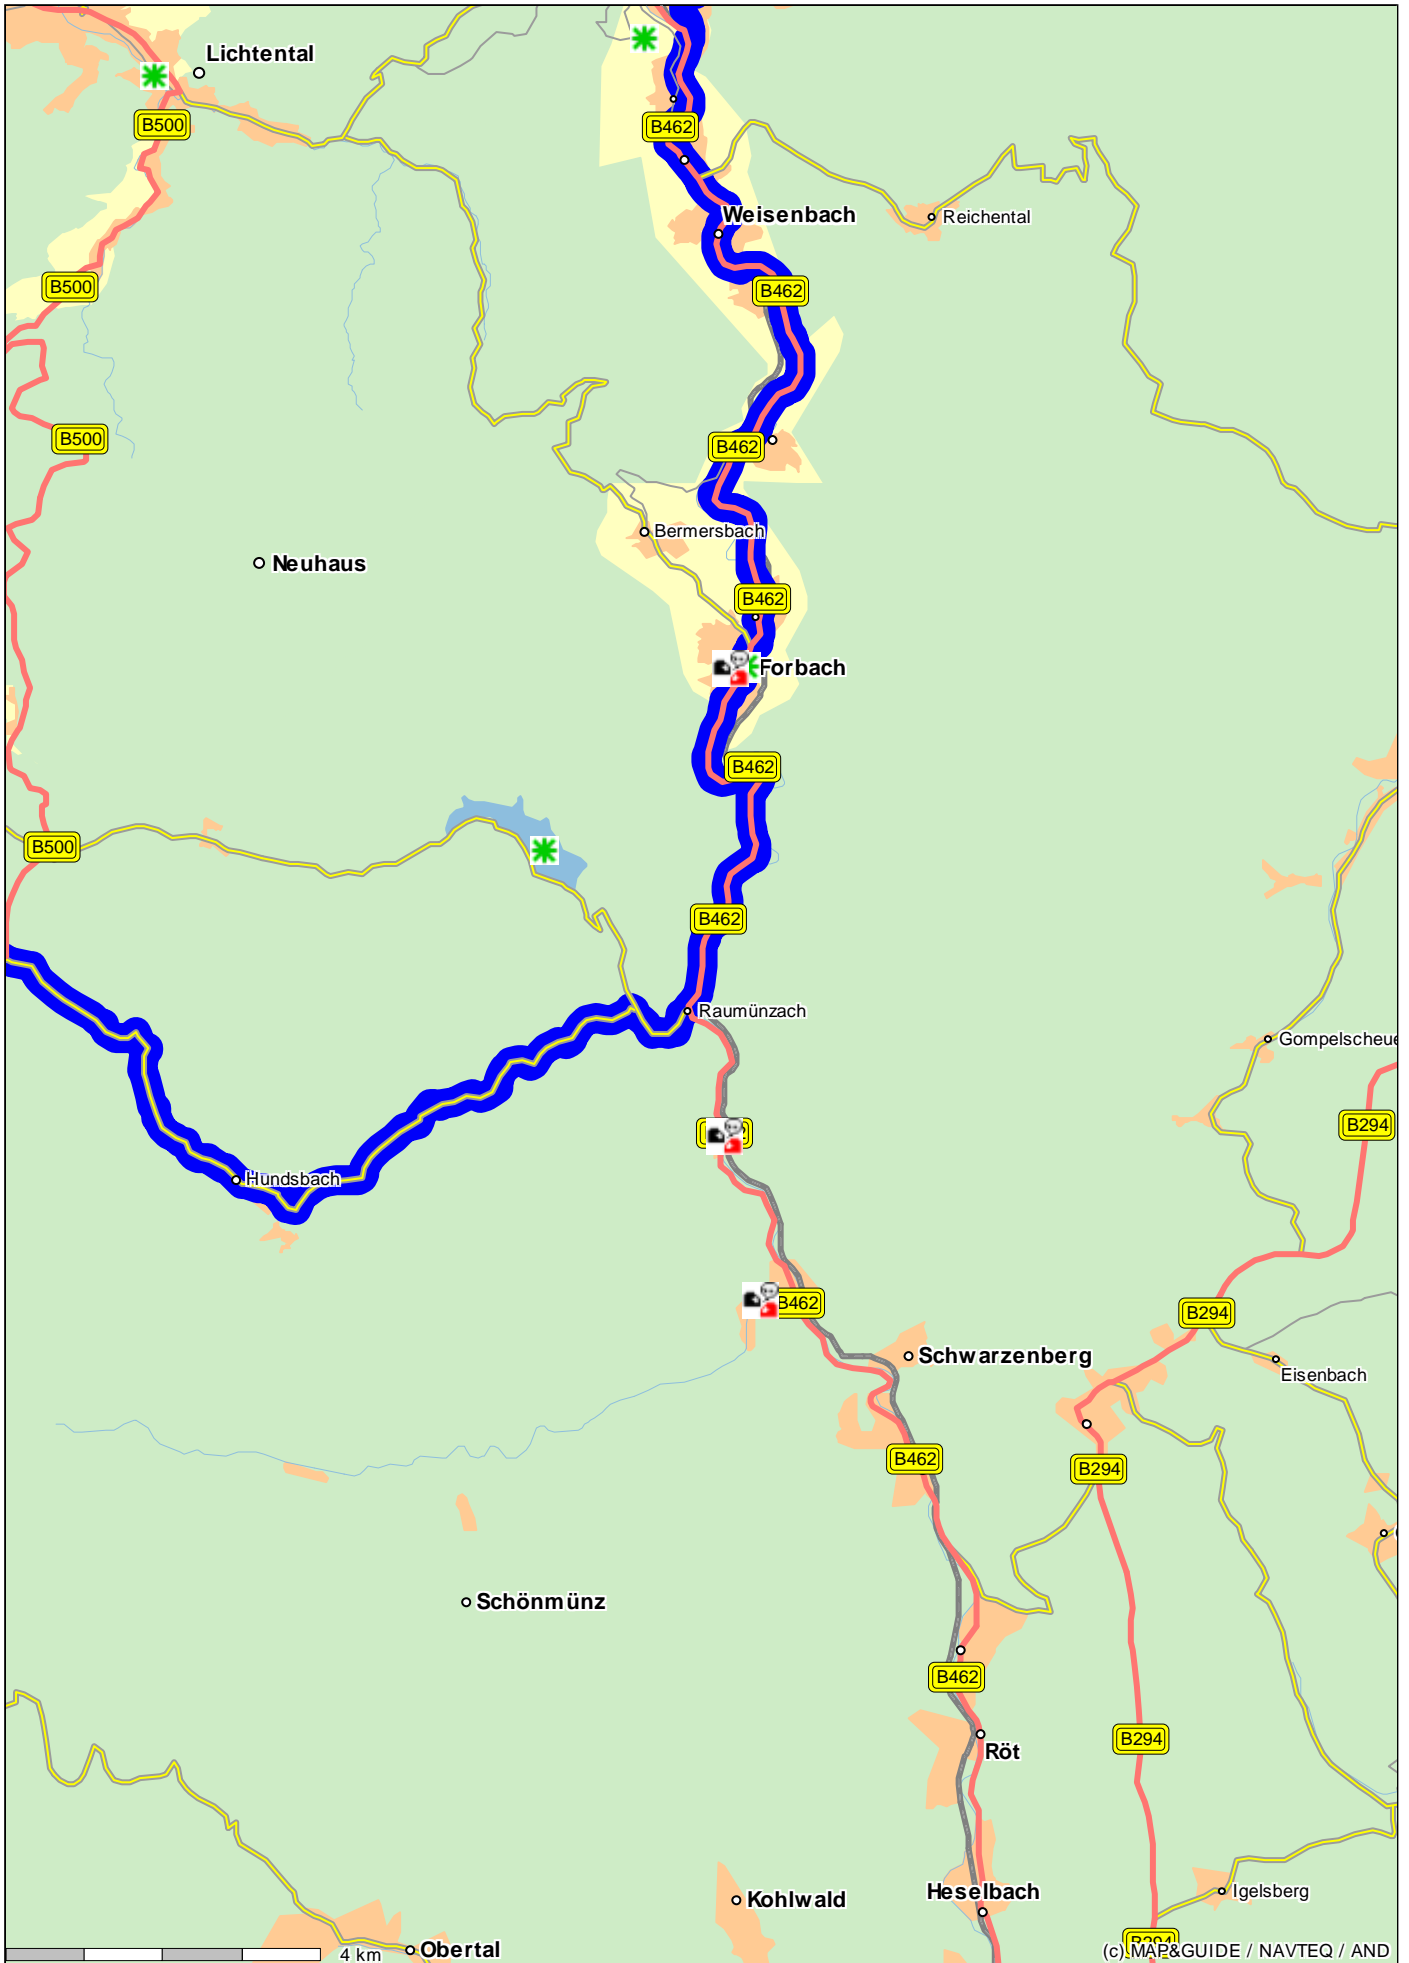 Lichtental
B500
B462
Weisenbach
Reichental
B500
B462
B500
B462
Bermersbach
Neuhaus
B462
Forbach
B462
B500
B462
Raumünzach
Gompelscheue
B294
Hundsbach
B462
B294
Schwarzenberg
Eisenbach
B462
B294
Schönmünz
B462
B294
Röt
Heselbach
Igelsberg
Kohlwald
B294
Obertal
4 km
(c) MAP&GUIDE / NAVTEQ / AND